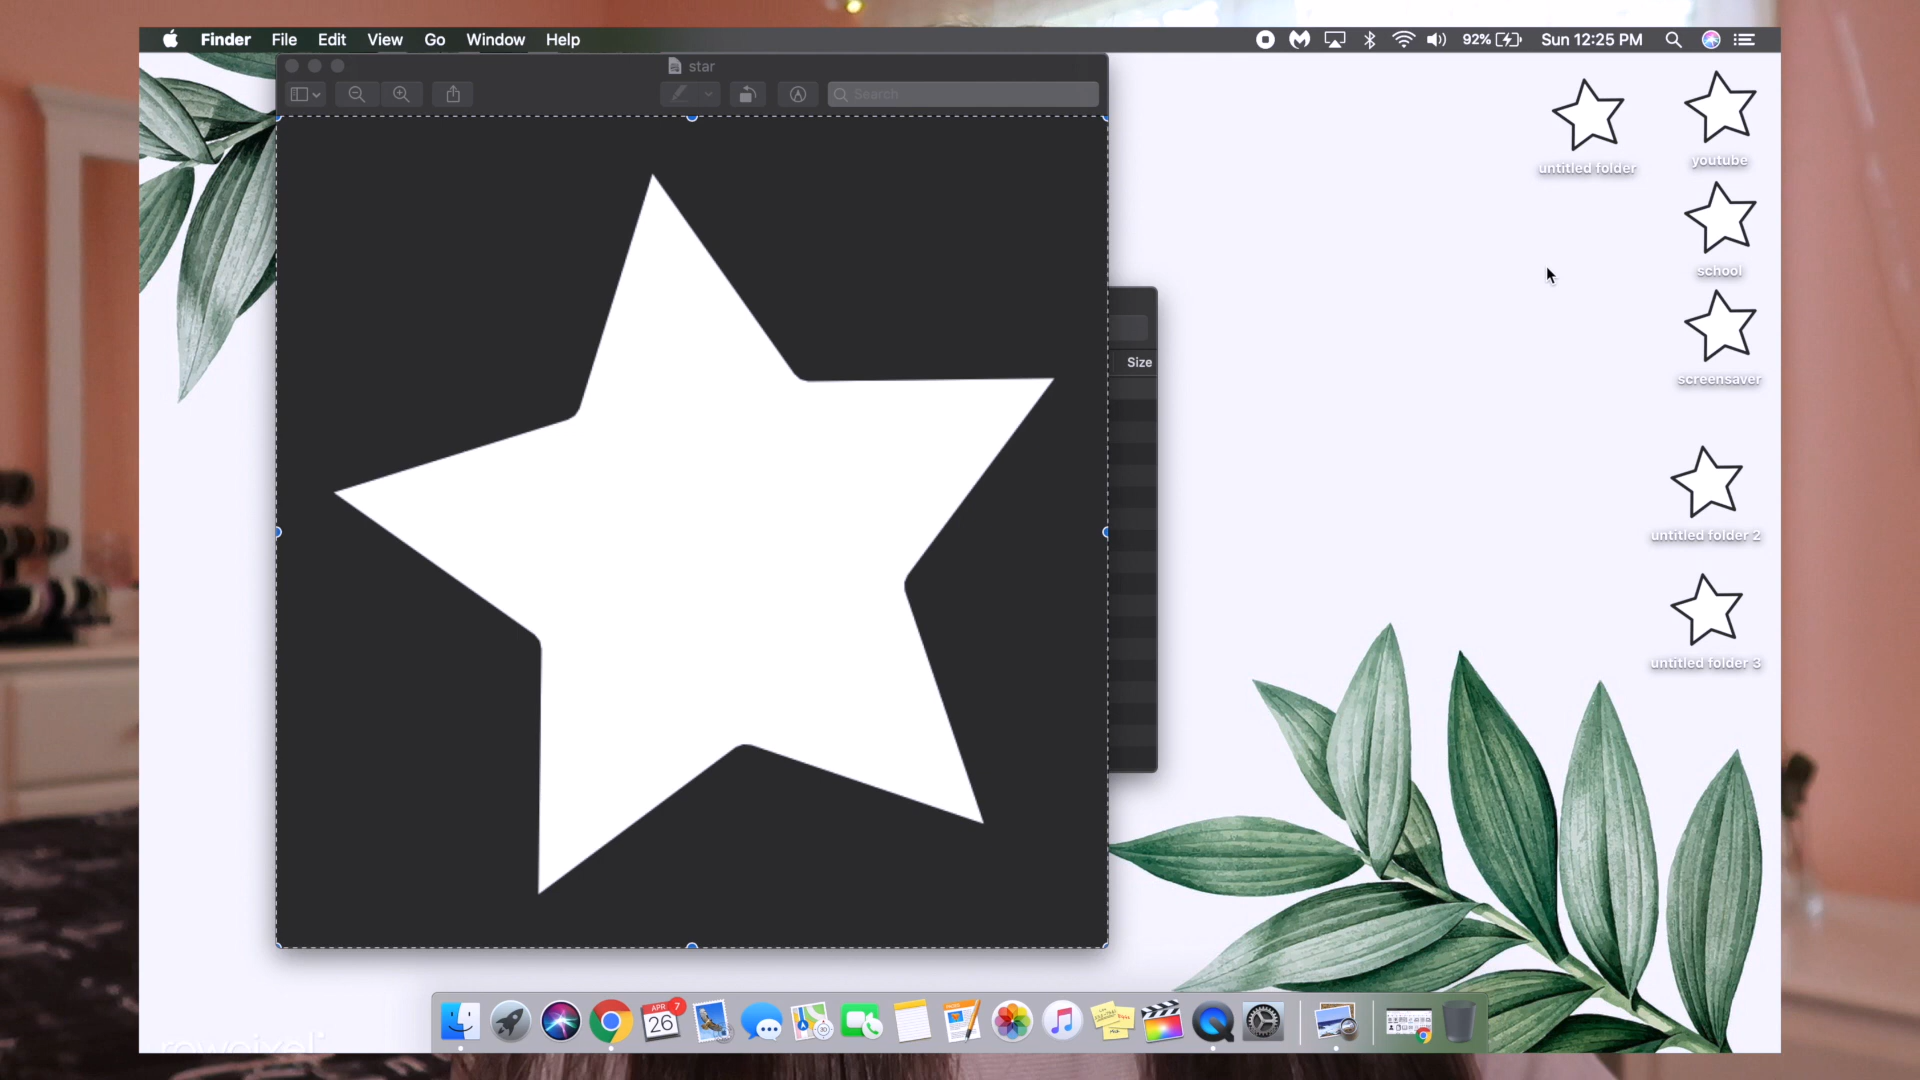 Finder File Edit View Go Window Help 92% Sun 12:25 PM
star
Search
Size
untitled folder
youtube
school
screensaver
untitled folder 2
untitled folder 3
APR 26
7
rawpixel